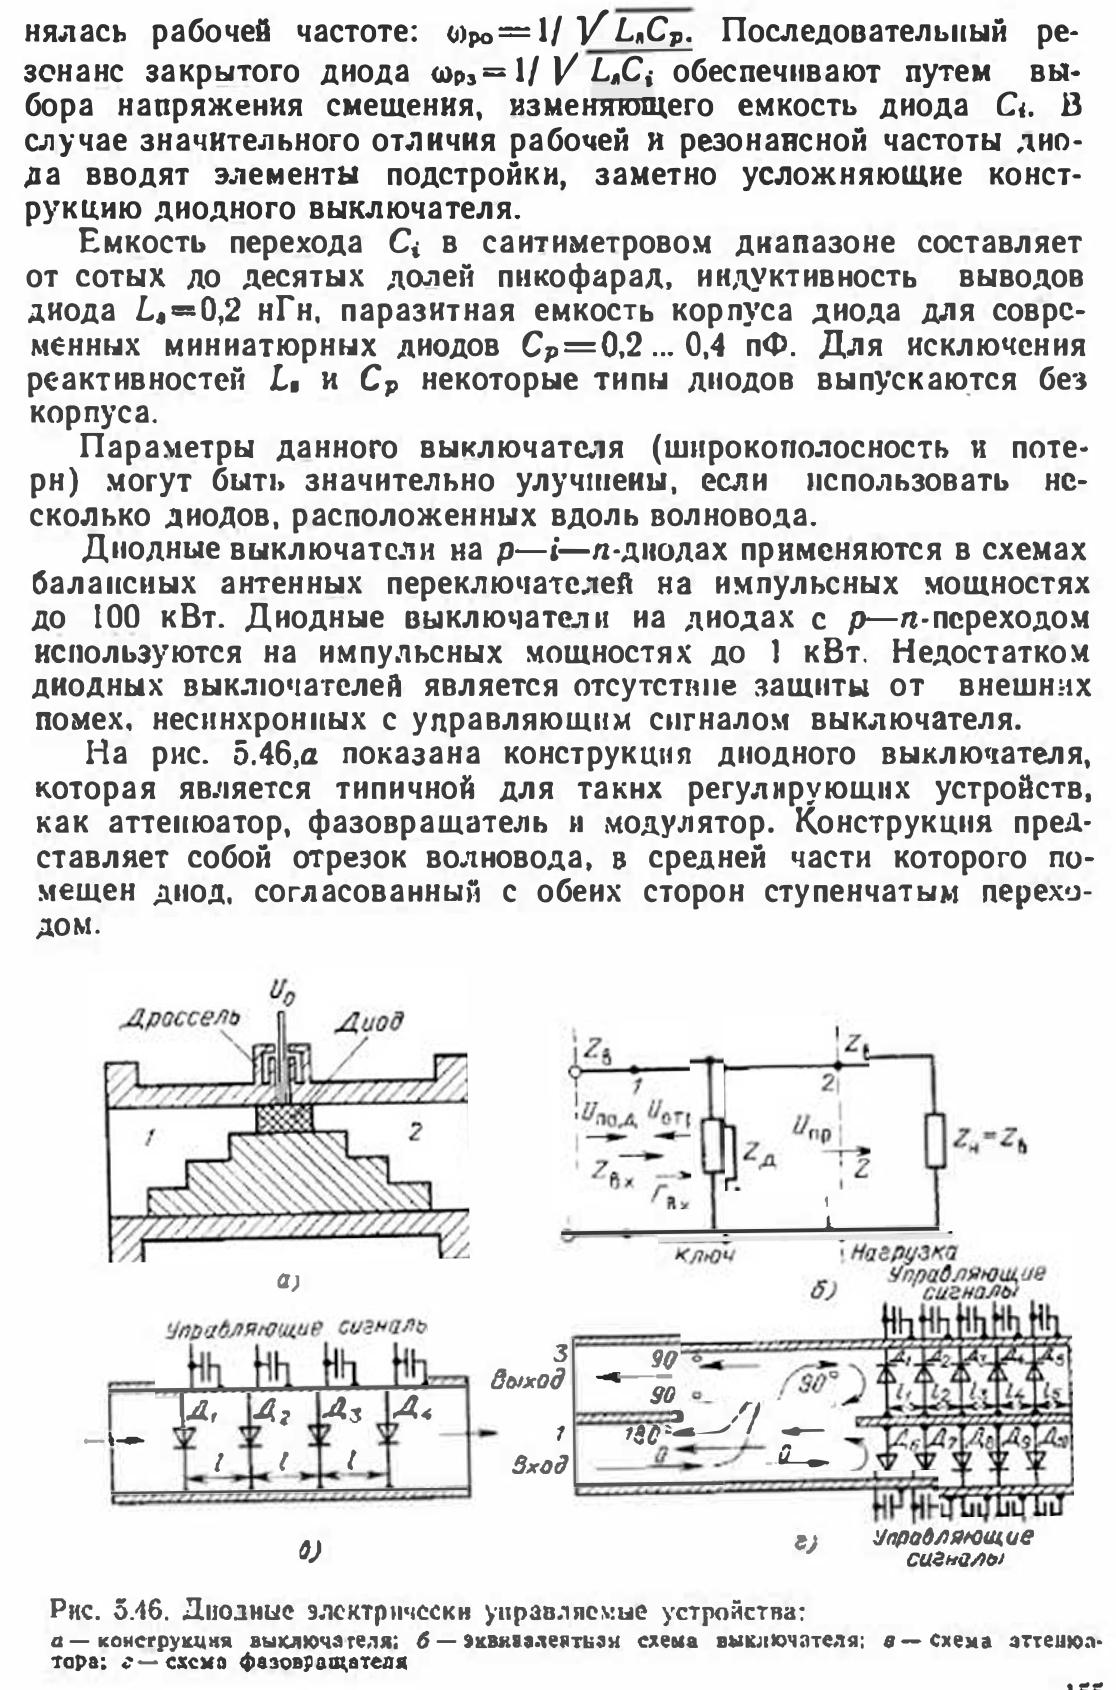 нялась рабочей частоте: ωро=1/√LдCp. Последовательный ре-
зонанс закрытого диода ωрз=1/√LдCi обеспечивают путем вы-
бора напряжения смещения, изменяющего емкость диода Ci. В
случае значительного отличия рабочей и резонансной частоты дио-
да вводят элементы подстройки, заметно усложняющие конст-
рукцию диодного выключателя.
Емкость перехода Ci в сантиметровом диапазоне составляет
от сотых до десятых долей пикофарад, индуктивность выводов
диода Lд=0,2 нГн, паразитная емкость корпуса диода для совре-
менных миниатюрных диодов Cp=0,2 ... 0,4 пФ. Для исключения
реактивностей Lд и Cp некоторые типы диодов выпускаются без
корпуса.
Параметры данного выключателя (широкополосность и поте-
ри) могут быть значительно улучшены, если использовать не-
сколько диодов, расположенных вдоль волновода.
Диодные выключатели на p—i—n-диодах применяются в схемах
балансных антенных переключателей на импульсных мощностях
до 100 кВт. Диодные выключатели на диодах с p—n-переходом
используются на импульсных мощностях до 1 кВт. Недостатком
диодных выключателей является отсутствие защиты от внешних
помех, несинхронных с управляющим сигналом выключателя.
На рис. 5.46,а показана конструкция диодного выключателя,
которая является типичной для таких регулирующих устройств,
как аттенюатор, фазовращатель и модулятор. Конструкция пред-
ставляет собой отрезок волновода, в средней части которого по-
мещен диод, согласованный с обеих сторон ступенчатым перехо-
дом.
U0
Дроссель Диод
1 2
а)
Zв Zв
1 2
Uпад Uотр Uпр
Zд Zн=Zв
Zвх Гвх Z
Ключ Нагрузка
б)
Управляющие сигналь
Д1 Д2 Д3 Д4
l l l
в)
Управляющие
сигналы
3
Выход
90°
90°
90°
Д1 Д2 Д3 Д4 Д5
l1 l2 l3 l4 l5
1
Вход
180°
0 0
Д6 Д7 Д8 Д9 Д10
г)
Управляющие
сигналы
Рис. 5.46. Диодные электрически управляемые устройства:
а — конструкция выключателя; б — эквивалентная схема выключателя; в — схема аттенюа-
тора; г — схема фазовращателя
155